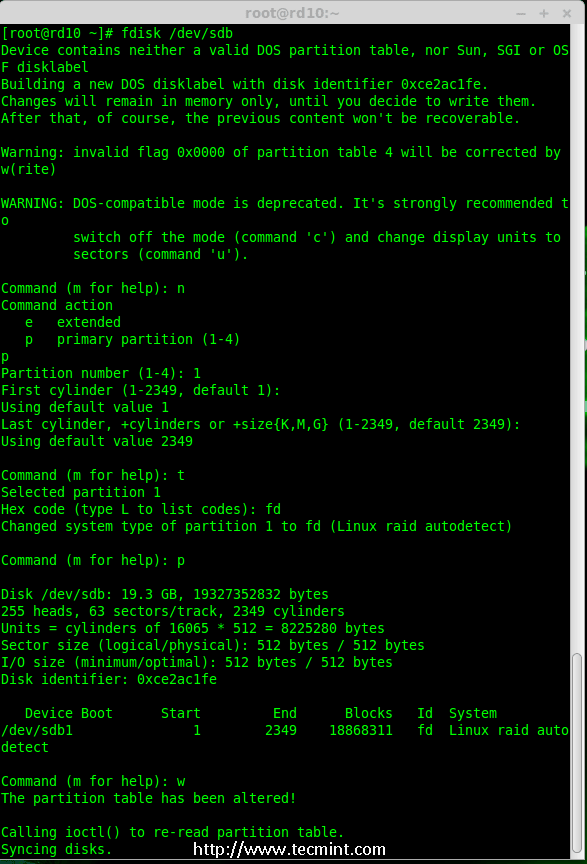 root@rd10:~
[root@rd10 ~]# fdisk /dev/sdb
Device contains neither a valid DOS partition table, nor Sun, SGI or OS
F disklabel
Building a new DOS disklabel with disk identifier 0xce2ac1fe.
Changes will remain in memory only, until you decide to write them.
After that, of course, the previous content won't be recoverable.

Warning: invalid flag 0x0000 of partition table 4 will be corrected by
w(rite)

WARNING: DOS-compatible mode is deprecated. It's strongly recommended t
o
         switch off the mode (command 'c') and change display units to
         sectors (command 'u').

Command (m for help): n
Command action
   e   extended
   p   primary partition (1-4)
p
Partition number (1-4): 1
First cylinder (1-2349, default 1):
Using default value 1
Last cylinder, +cylinders or +size{K,M,G} (1-2349, default 2349):
Using default value 2349

Command (m for help): t
Selected partition 1
Hex code (type L to list codes): fd
Changed system type of partition 1 to fd (Linux raid autodetect)

Command (m for help): p

Disk /dev/sdb: 19.3 GB, 19327352832 bytes
255 heads, 63 sectors/track, 2349 cylinders
Units = cylinders of 16065 * 512 = 8225280 bytes
Sector size (logical/physical): 512 bytes / 512 bytes
I/O size (minimum/optimal): 512 bytes / 512 bytes
Disk identifier: 0xce2ac1fe

   Device Boot      Start         End      Blocks   Id  System
/dev/sdb1               1        2349    18868311   fd  Linux raid auto
detect

Command (m for help): w
The partition table has been altered!

Calling ioctl() to re-read partition table.
Syncing disks.
http://www.tecmint.com